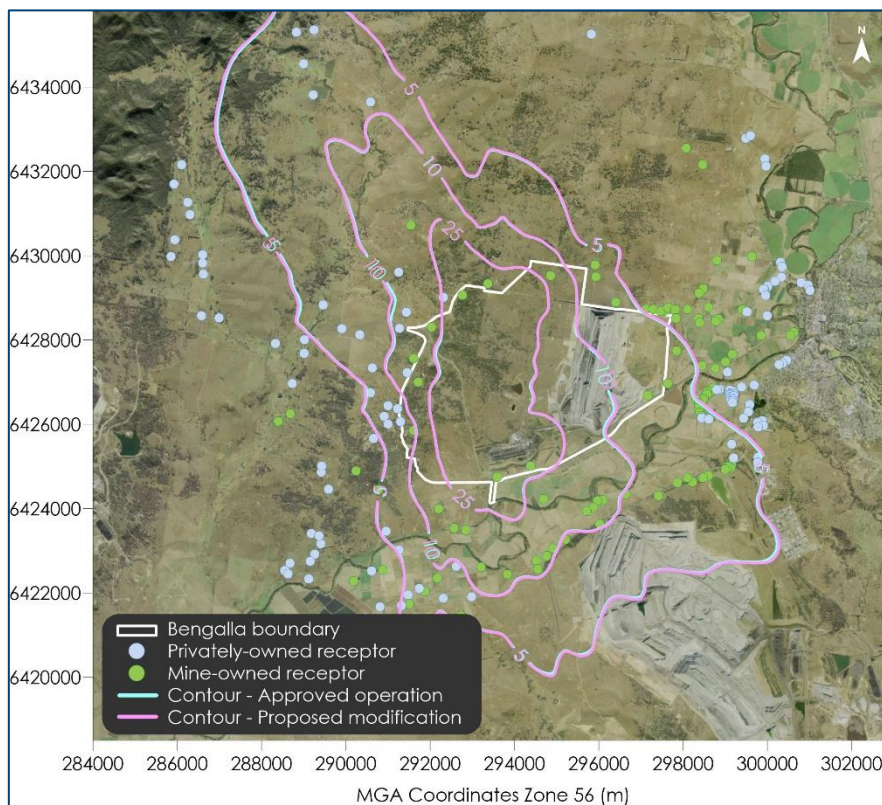 N
6434000
6432000
6430000
6428000
6426000
6424000
6422000
6420000
5
10
5
25
5
10
10
5
5
25
10
5
Bengalla boundary
Privately-owned receptor
Mine-owned receptor
Contour - Approved operation
Contour - Proposed modification
284000 286000 288000 290000 292000 294000 296000 298000 300000 302000
MGA Coordinates Zone 56 (m)